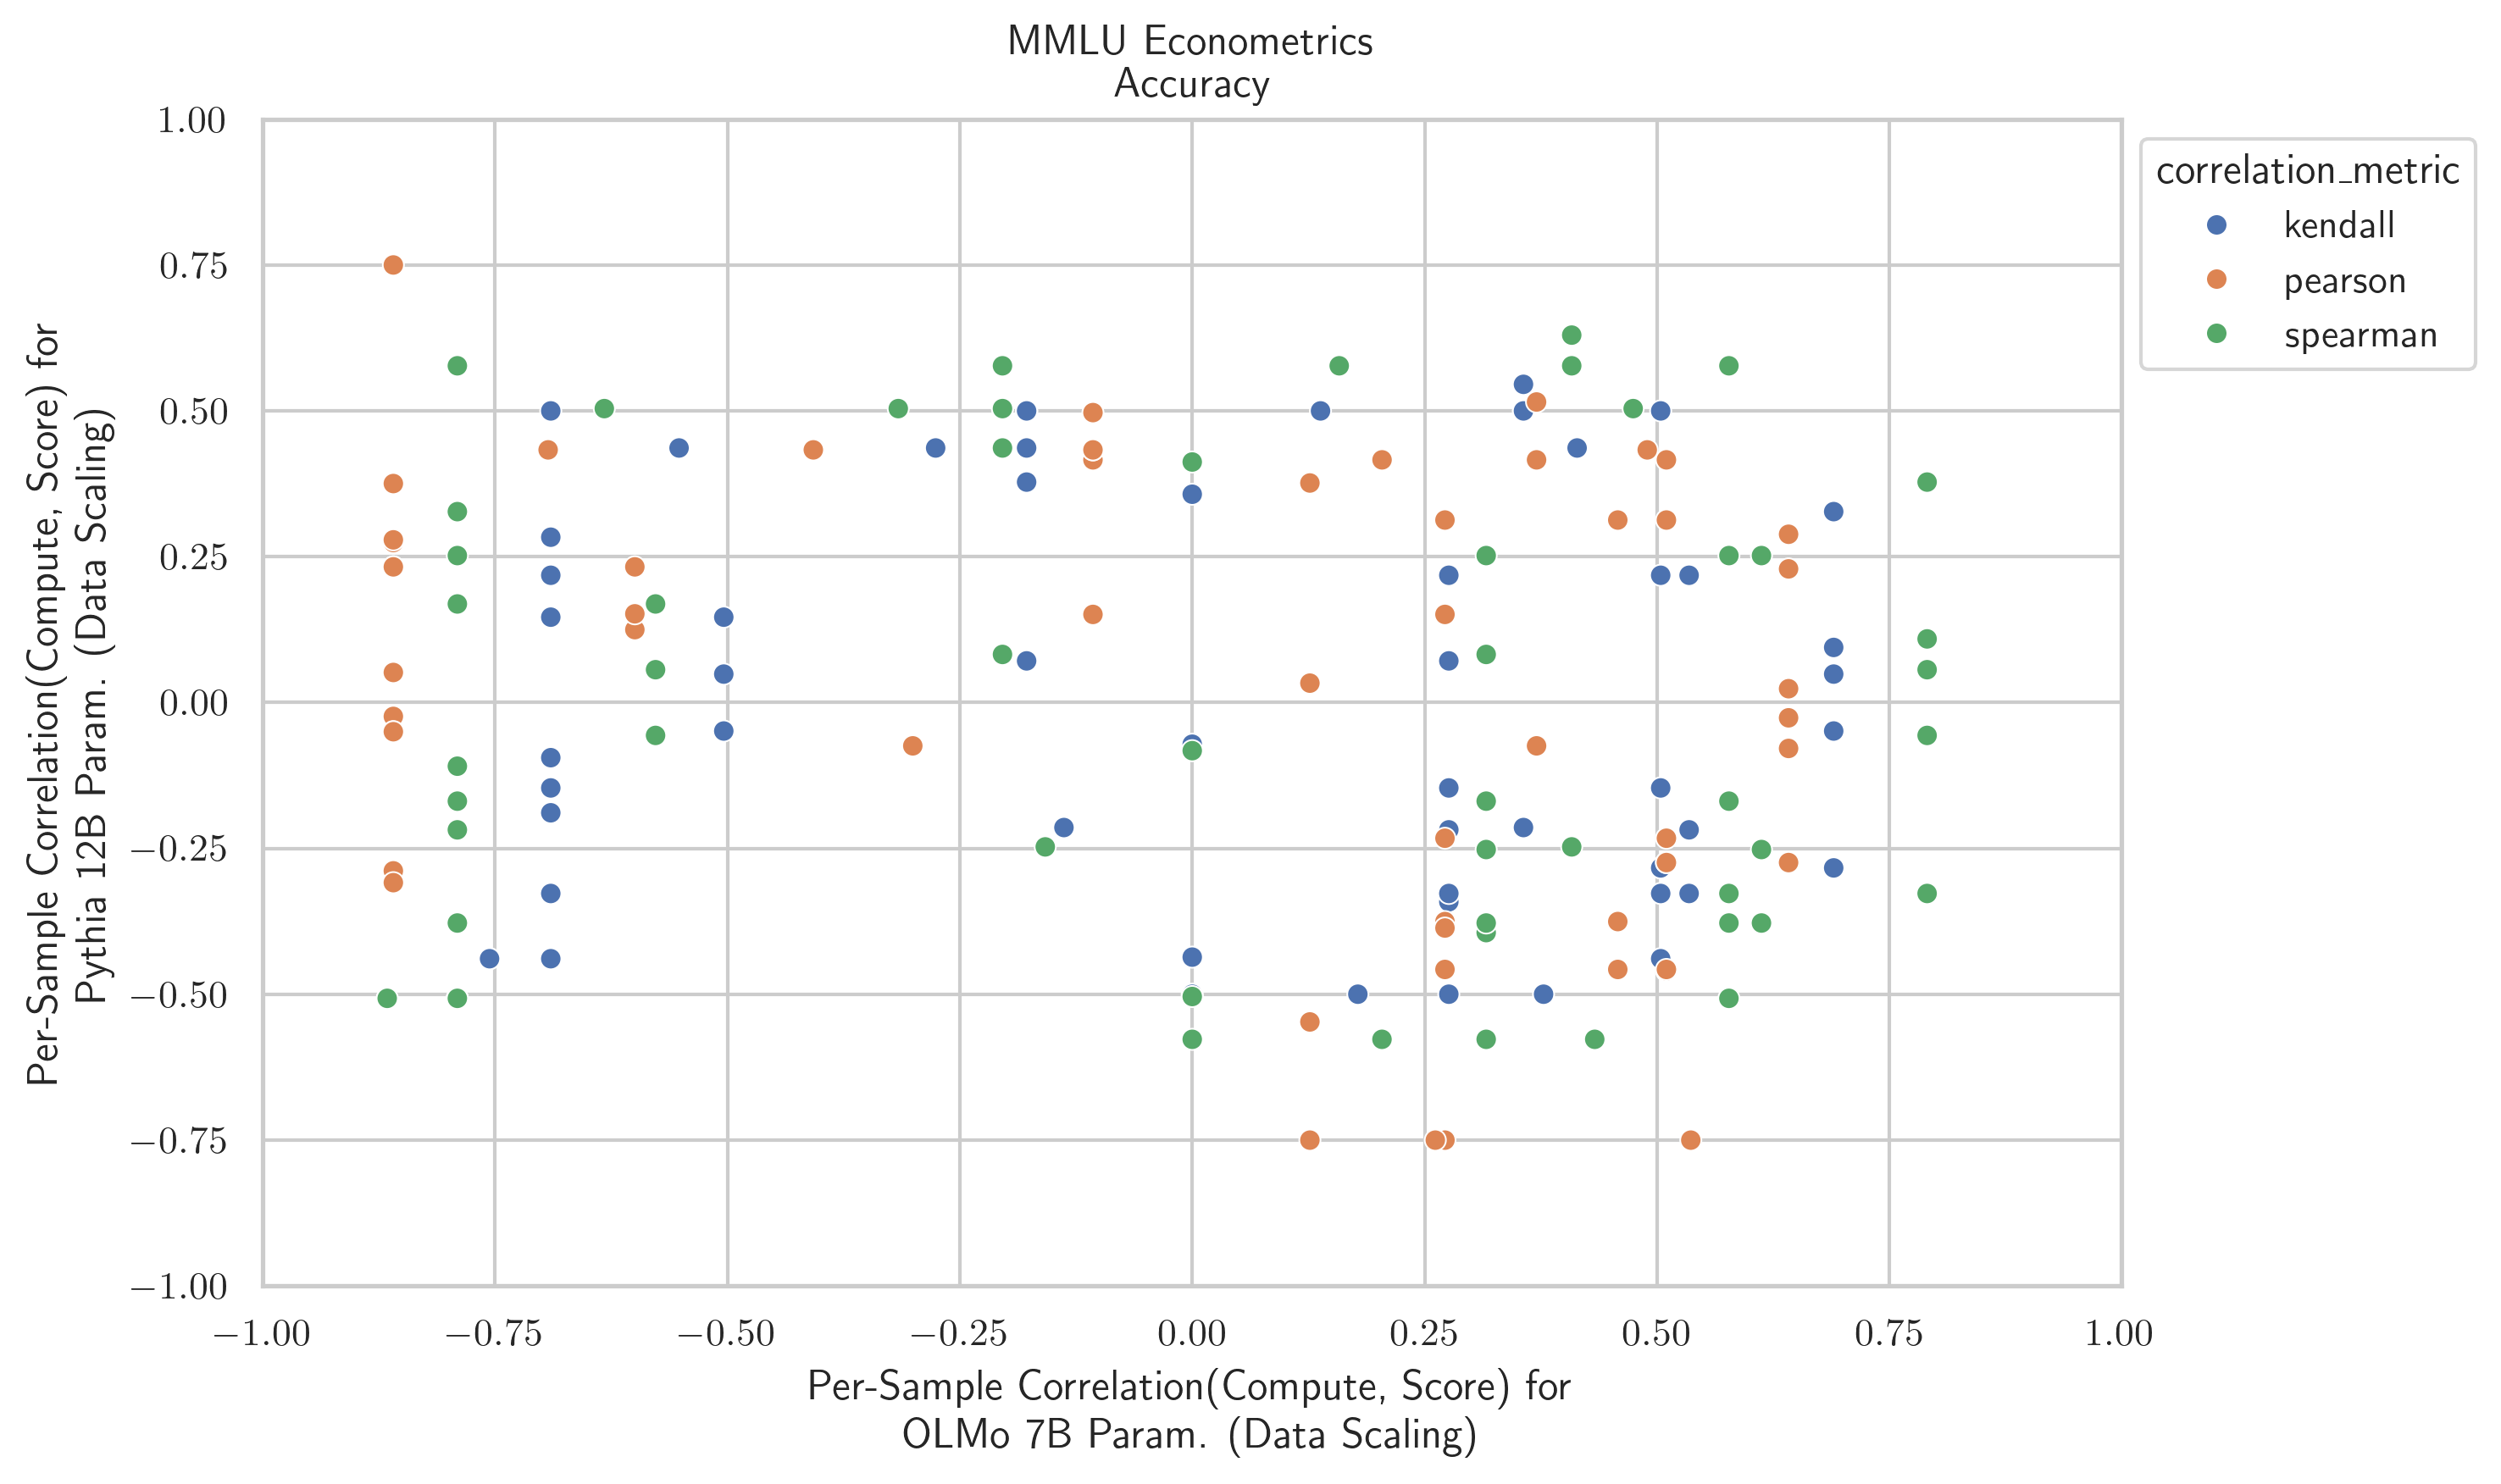 MMLU Econometrics
Accuracy
1.00
0.75
0.50
0.25
0.00
−0.25
−0.50
−0.75
−1.00
Per-Sample Correlation(Compute, Score) for
Pythia 12B Param. (Data Scaling)
−1.00
−0.75
−0.50
−0.25
0.00
0.25
0.50
0.75
1.00
Per-Sample Correlation(Compute, Score) for
OLMo 7B Param. (Data Scaling)
correlation_metric
kendall
pearson
spearman